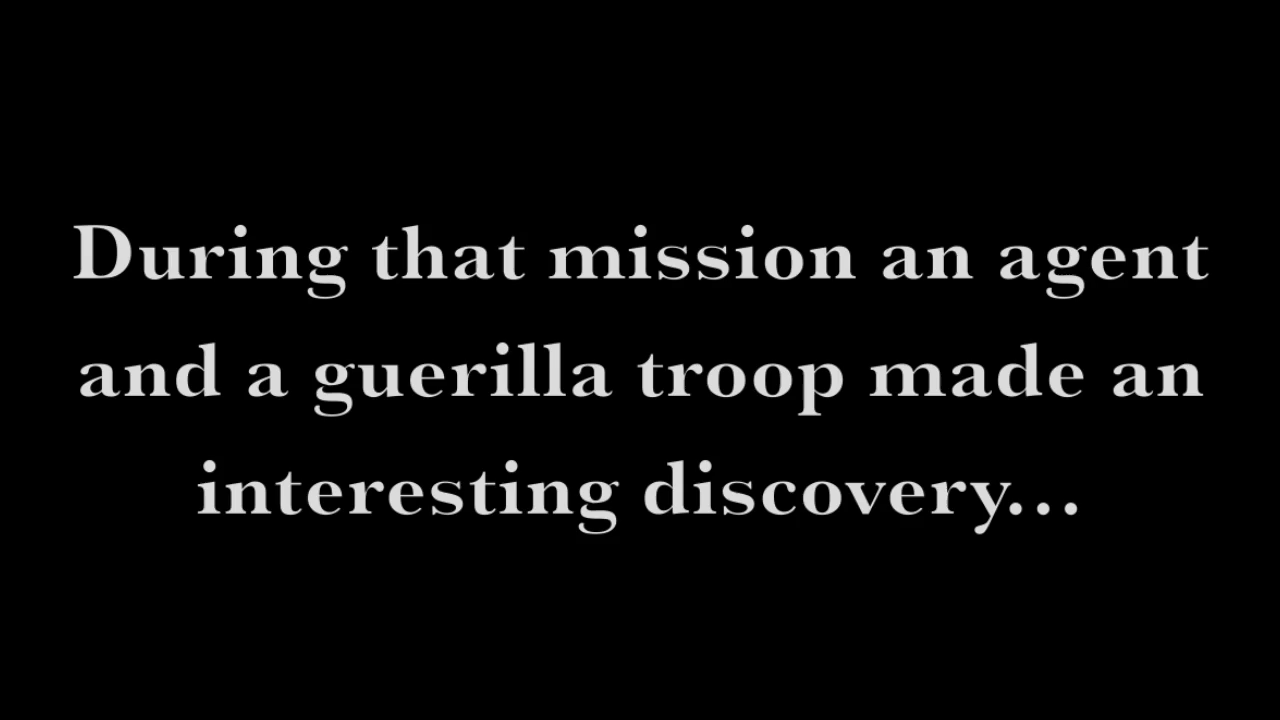 During that mission an agent
and a guerilla troop made an
interesting discovery...